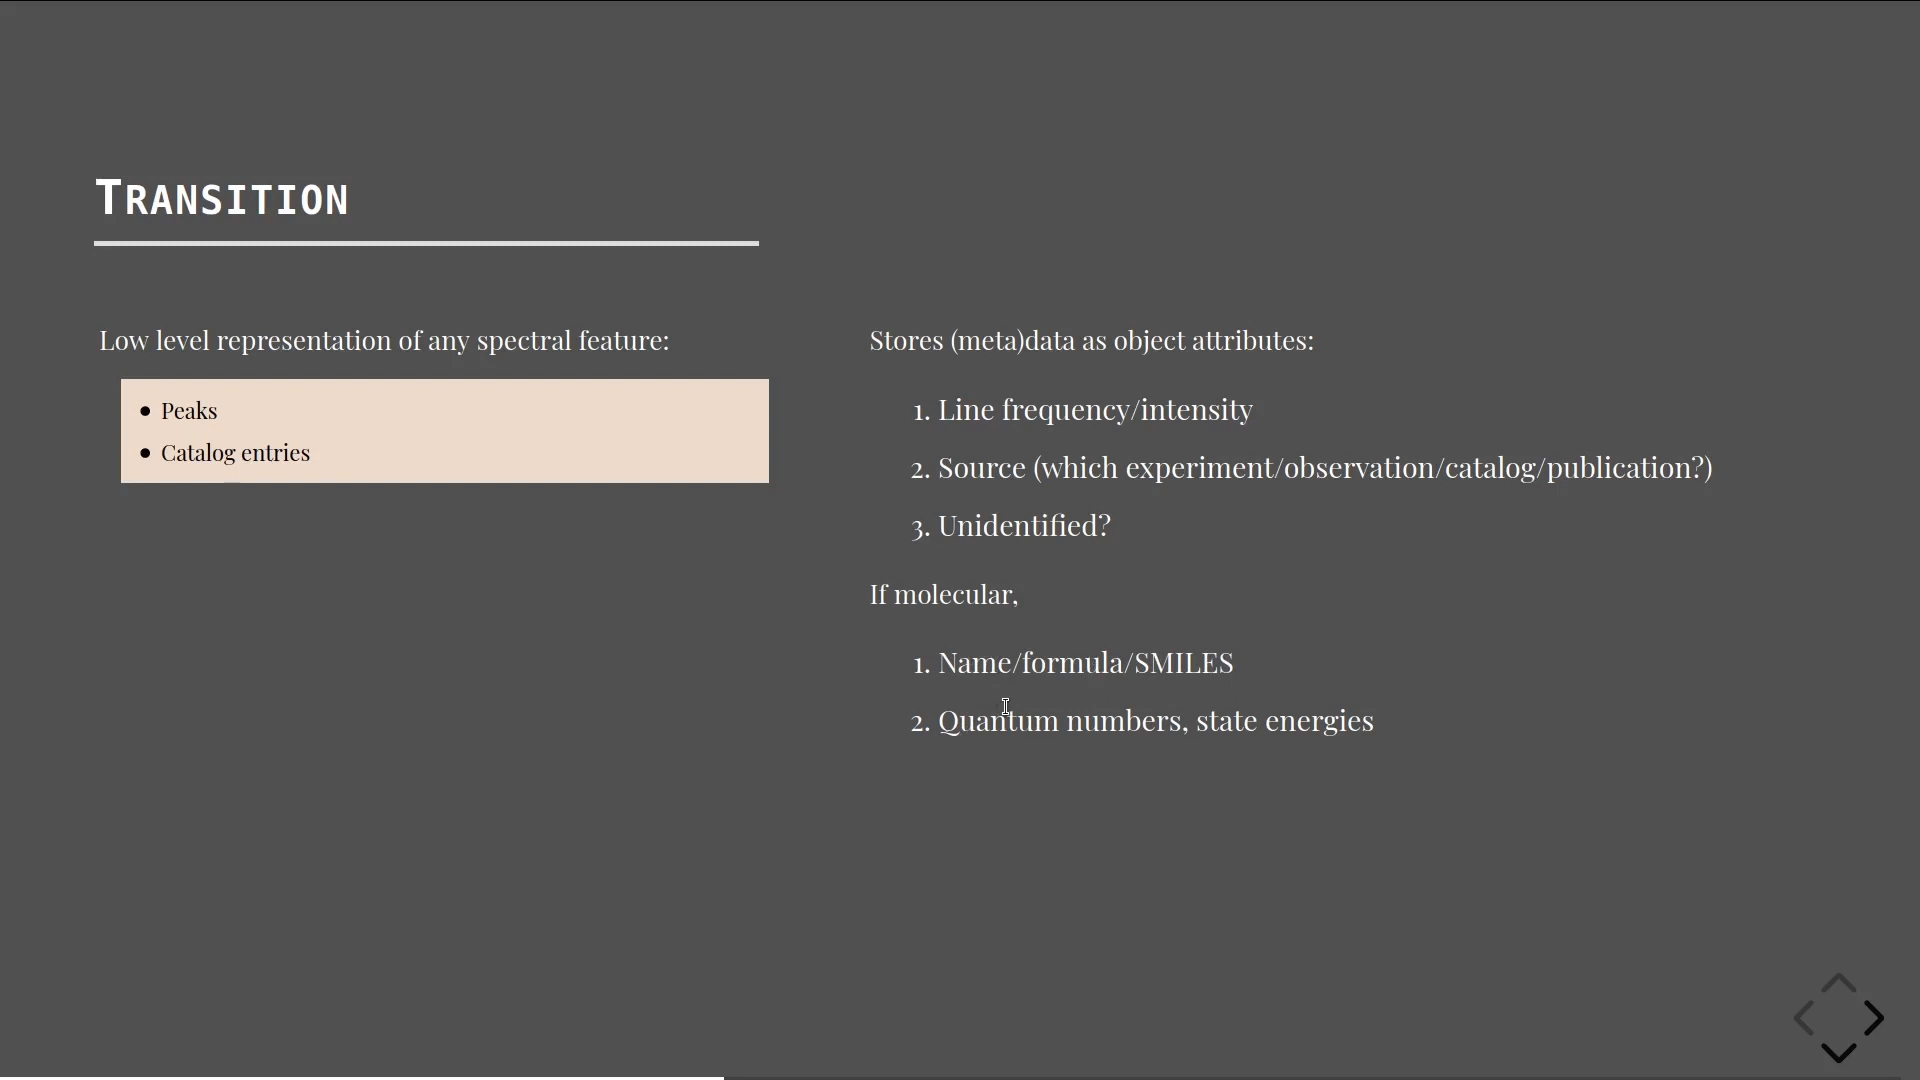 TRANSITION
Low level representation of any spectral feature:
• Peaks
• Catalog entries
Stores (meta)data as object attributes:
1. Line frequency/intensity
2. Source (which experiment/observation/catalog/publication?)
3. Unidentified?
If molecular,
1. Name/formula/SMILES
2. Quantum numbers, state energies